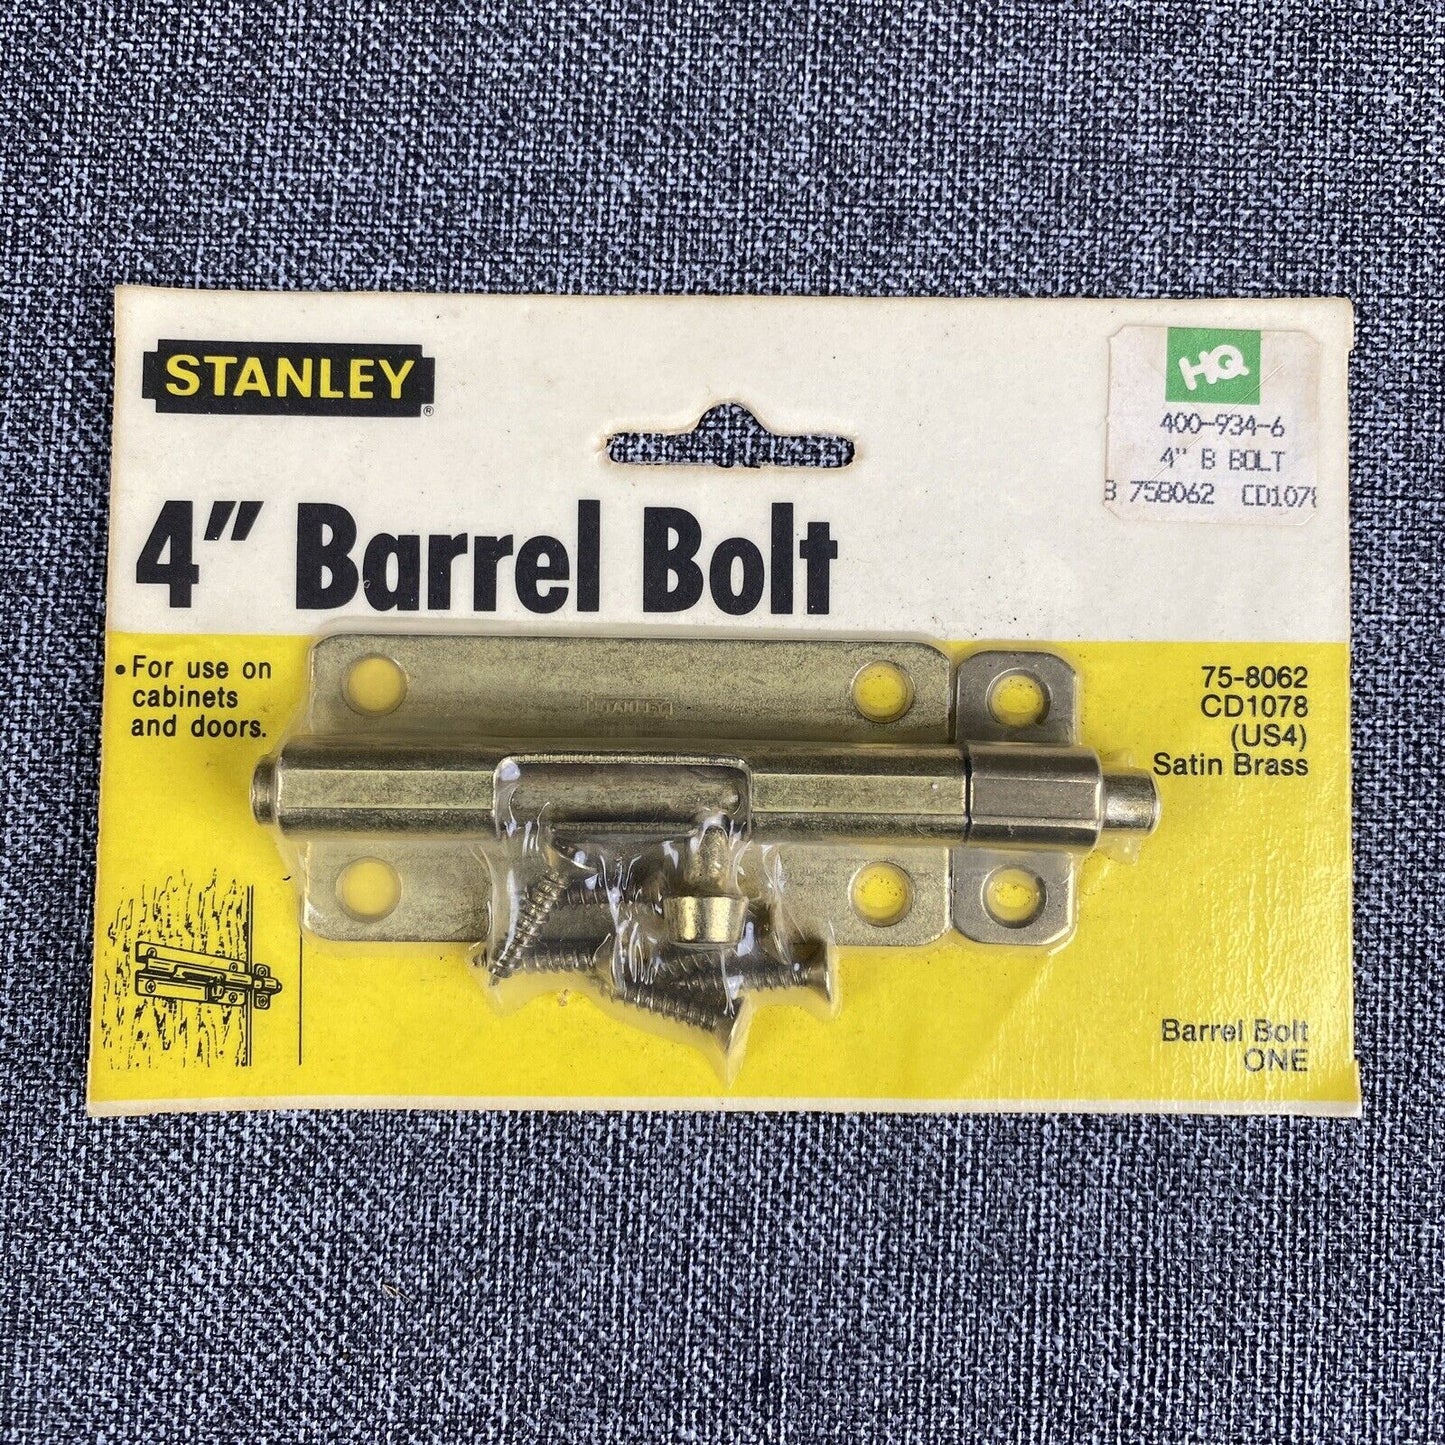 STANLEY®
HQ
400-934-6
4" B BOLT
B 758062 CD1078
4" Barrel Bolt
• For use on
cabinets
and doors.
STANLEY
75-8062
CD1078
(US4)
Satin Brass
Barrel Bolt
ONE